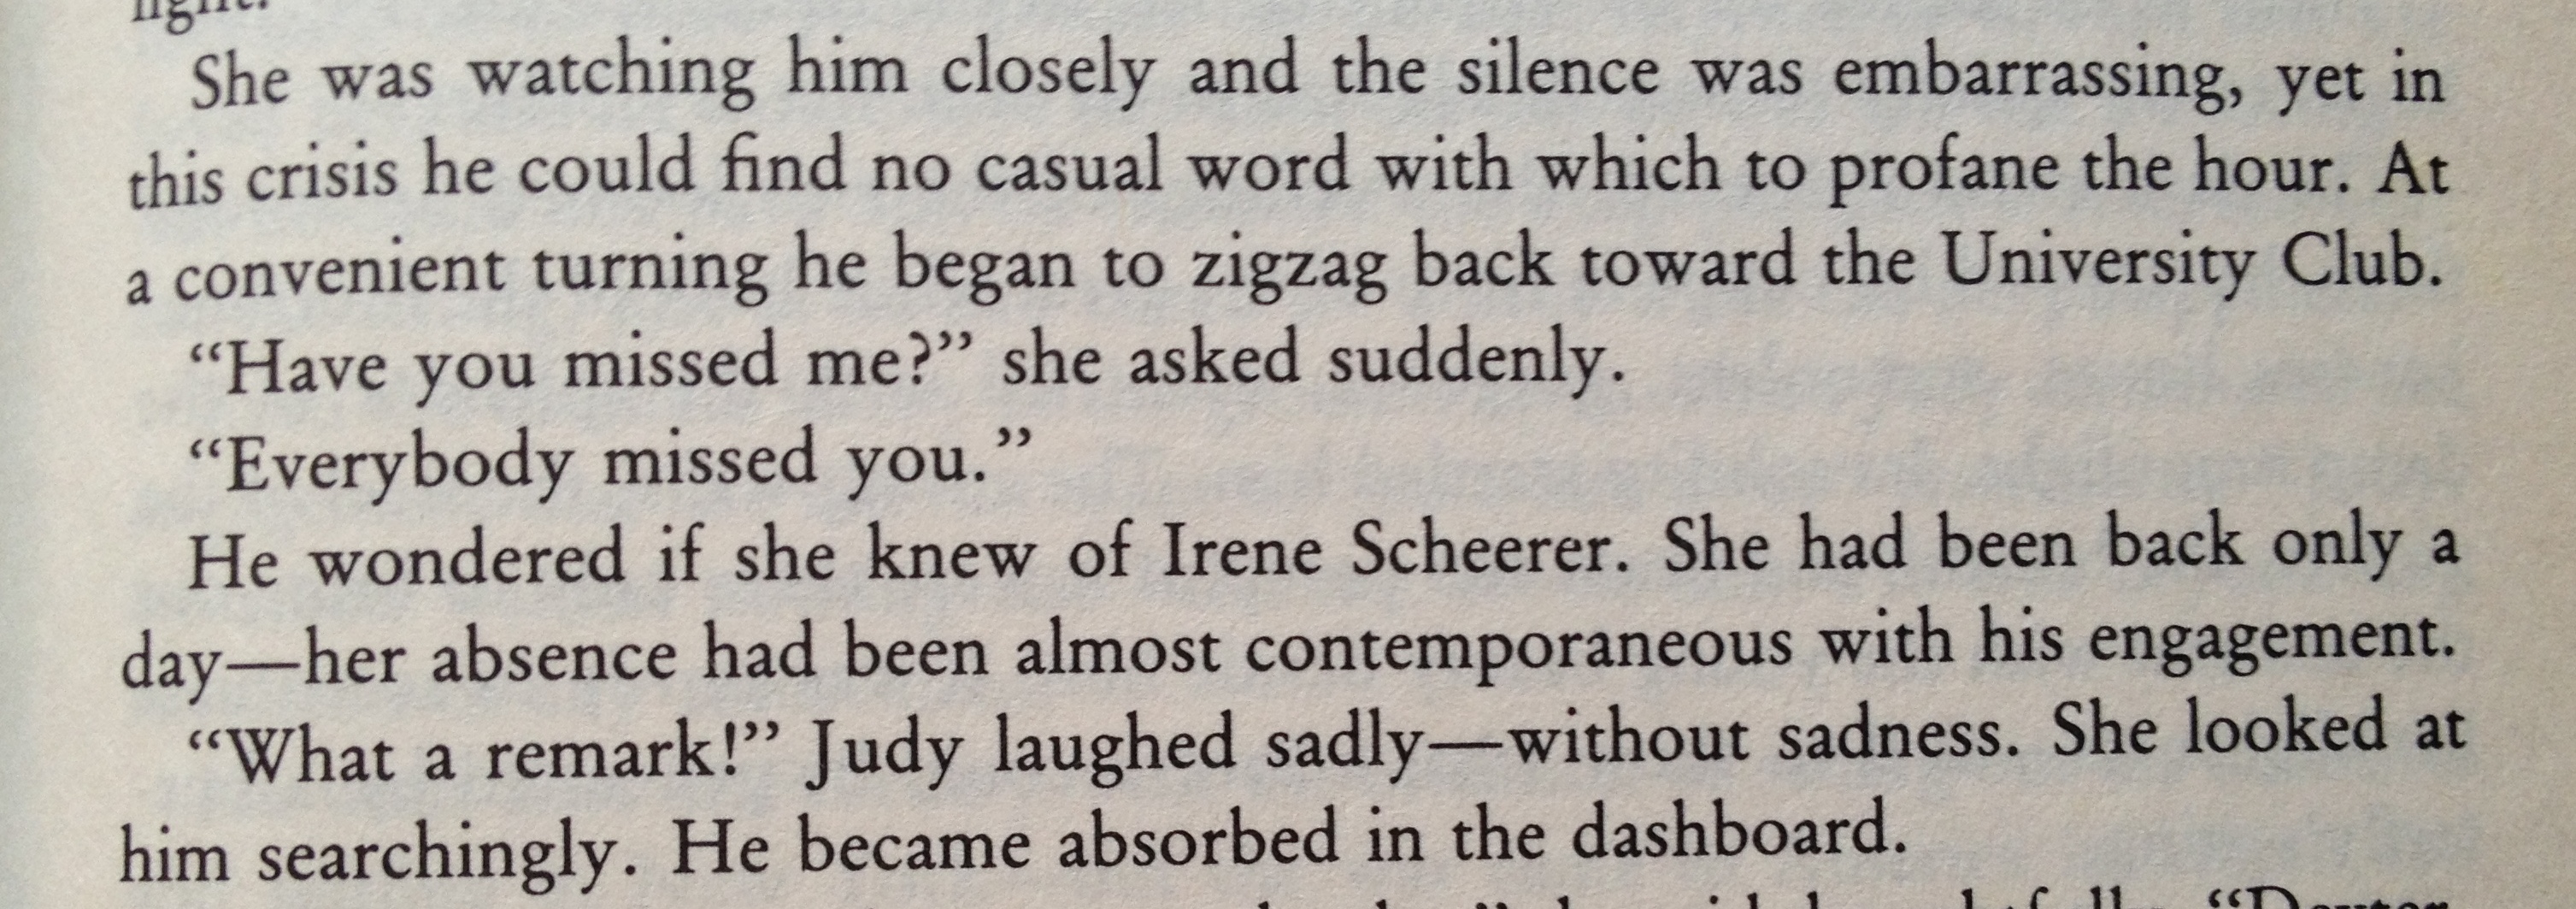 light.
She was watching him closely and the silence was embarrassing, yet in
this crisis he could find no casual word with which to profane the hour. At
a convenient turning he began to zigzag back toward the University Club.
“Have you missed me?” she asked suddenly.
“Everybody missed you.”
He wondered if she knew of Irene Scheerer. She had been back only a
day—her absence had been almost contemporaneous with his engagement.
“What a remark!” Judy laughed sadly—without sadness. She looked at
him searchingly. He became absorbed in the dashboard.